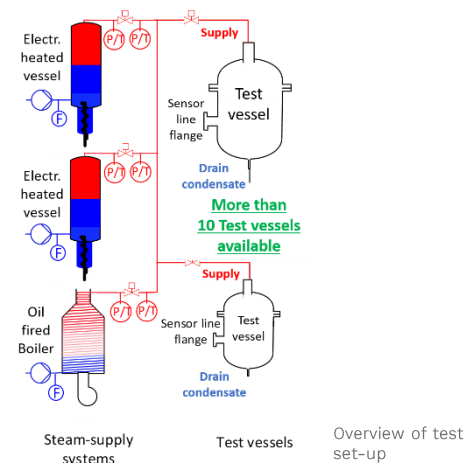 Electr.
heated
vessel
P/T
P/T
F
Supply
Test
vessel
Sensor
line
flange
Drain
condensate
More than
10 Test vessels
available
Electr.
heated
vessel
P/T
P/T
F
Supply
Oil
fired
Boiler
P/T
P/T
F
Sensor line
flange
Test
vessel
Drain
condensate
Steam-supply
systems
Test vessels
Overview of test
set-up